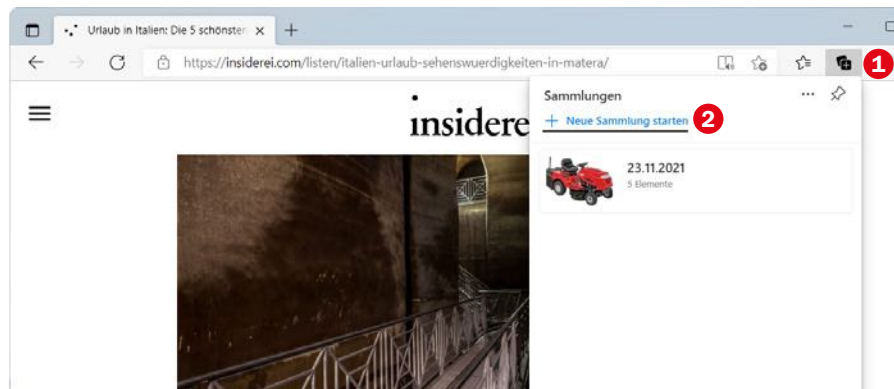 Urlaub in Italien: Die 5 schönster
https://insiderei.com/listen/italien-urlaub-sehenswuerdigkeiten-in-matera/
1
insidere
Sammlungen
Neue Sammlung starten
2
23.11.2021
5 Elemente